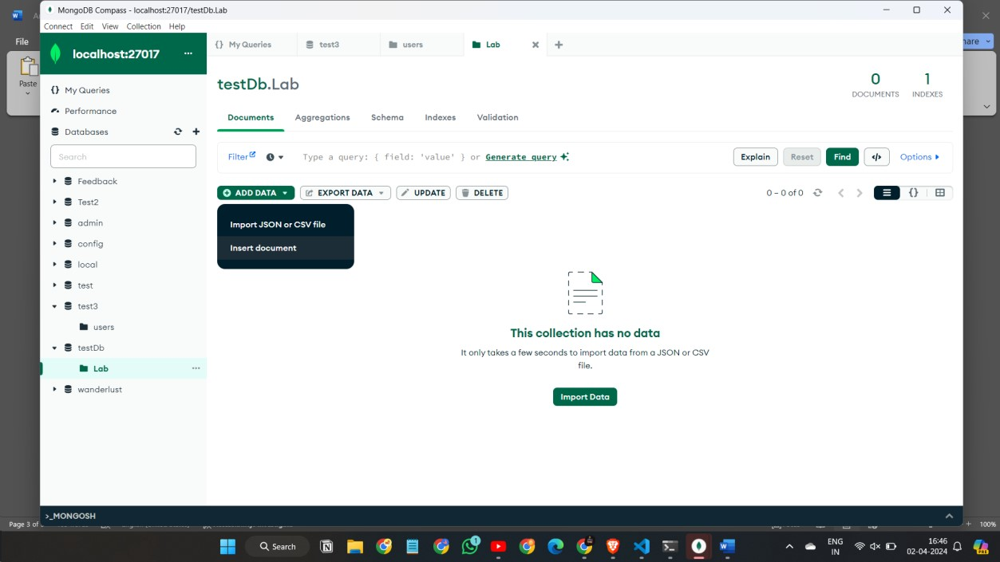 MongoDB Compass - localhost:27017/testDb.Lab
Connect Edit View Collection Help
File
Paste
localhost:27017 ...
{} My Queries
test3
users
Lab
My Queries
Performance
Databases
Search
Feedback
Test2
admin
config
local
test
test3
users
testDb
Lab
wanderlust
testDb.Lab
0 DOCUMENTS
1 INDEXES
Documents Aggregations Schema Indexes Validation
Filter Type a query: { field: 'value' } or Generate query Explain Reset Find </> Options
ADD DATA EXPORT DATA UPDATE DELETE 0 – 0 of 0 {}
Import JSON or CSV file
Insert document
This collection has no data
It only takes a few seconds to import data from a JSON or CSV
file.
Import Data
>_MONGOSH
Page 3 of
100%
Search
1
ENG
IN
16:46
02-04-2024